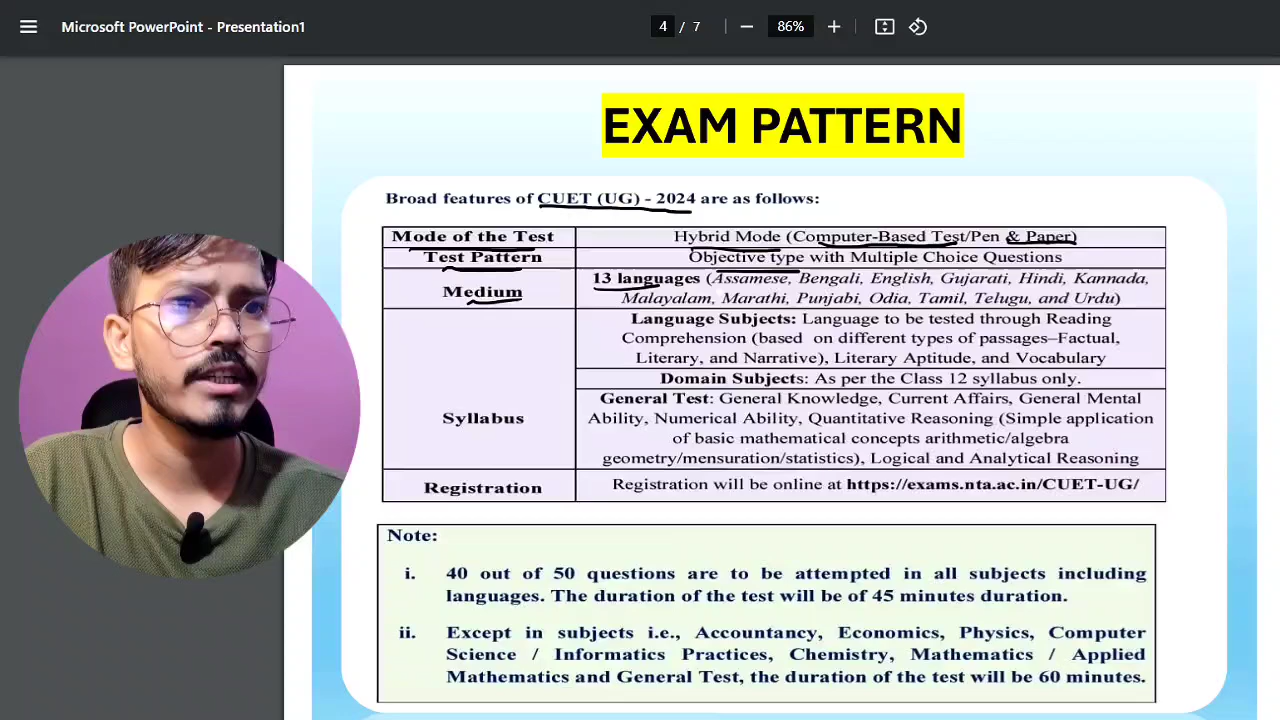 Microsoft PowerPoint - Presentation1
4 / 7
86%
EXAM PATTERN
Broad features of CUET (UG) - 2024 are as follows:
Mode of the Test
Hybrid Mode (Computer-Based Test/Pen & Paper)
Test Pattern
Objective type with Multiple Choice Questions
Medium
13 languages (Assamese, Bengali, English, Gujarati, Hindi, Kannada,
Malayalam, Marathi, Punjabi, Odia, Tamil, Telugu, and Urdu)
Syllabus
Language Subjects: Language to be tested through Reading
Comprehension (based on different types of passages–Factual,
Literary, and Narrative), Literary Aptitude, and Vocabulary
Domain Subjects: As per the Class 12 syllabus only.
General Test: General Knowledge, Current Affairs, General Mental
Ability, Numerical Ability, Quantitative Reasoning (Simple application
of basic mathematical concepts arithmetic/algebra
geometry/mensuration/statistics), Logical and Analytical Reasoning
Registration
Registration will be online at https://exams.nta.ac.in/CUET-UG/
Note:
i. 40 out of 50 questions are to be attempted in all subjects including
languages. The duration of the test will be of 45 minutes duration.
ii. Except in subjects i.e., Accountancy, Economics, Physics, Computer
Science / Informatics Practices, Chemistry, Mathematics / Applied
Mathematics and General Test, the duration of the test will be 60 minutes.